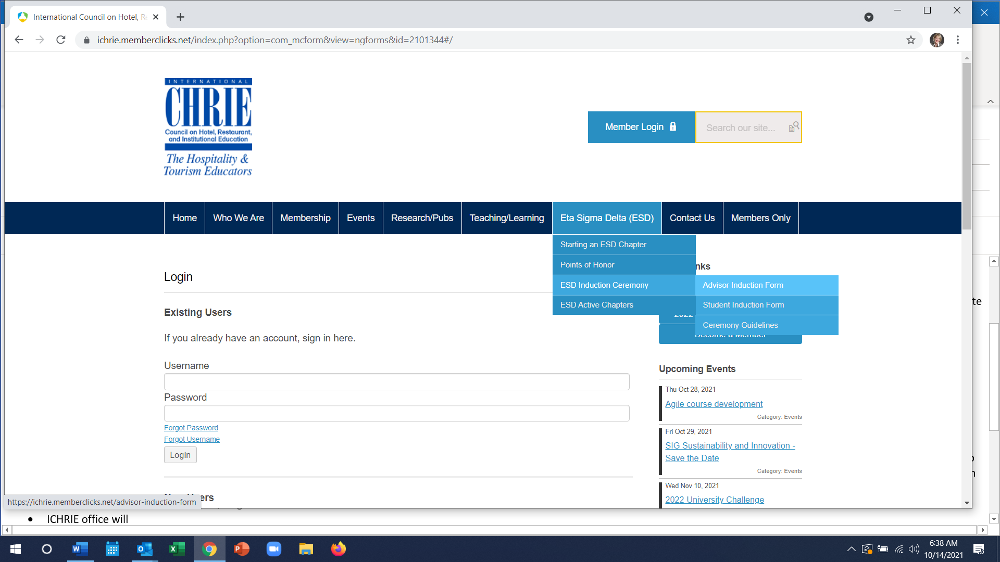 International Council on Hotel, Re
ichrie.memberclicks.net/index.php?option=com_mcform&view=ngforms&id=2101344#/
INTERNATIONAL
CHRIE
Council on Hotel, Restaurant,
and Institutional Education
The Hospitality &
Tourism Educators
Member Login
Search our site...
Home
Who We Are
Membership
Events
Research/Pubs
Teaching/Learning
Eta Sigma Delta (ESD)
Contact Us
Members Only
Starting an ESD Chapter
Points of Honor
ESD Induction Ceremony
ESD Active Chapters
Advisor Induction Form
Student Induction Form
Ceremony Guidelines
nks
2022
Become a Member
Login
Existing Users
If you already have an account, sign in here.
Username
Password
Forgot Password
Forgot Username
Login
ers
Upcoming Events
Thu Oct 28, 2021
Agile course development
Category: Events
Fri Oct 29, 2021
SIG Sustainability and Innovation -
Save the Date
Category: Events
Wed Nov 10, 2021
2022 University Challenge
te
https://ichrie.memberclicks.net/advisor-induction-form
• ICHRIE office will
6:38 AM
10/14/2021